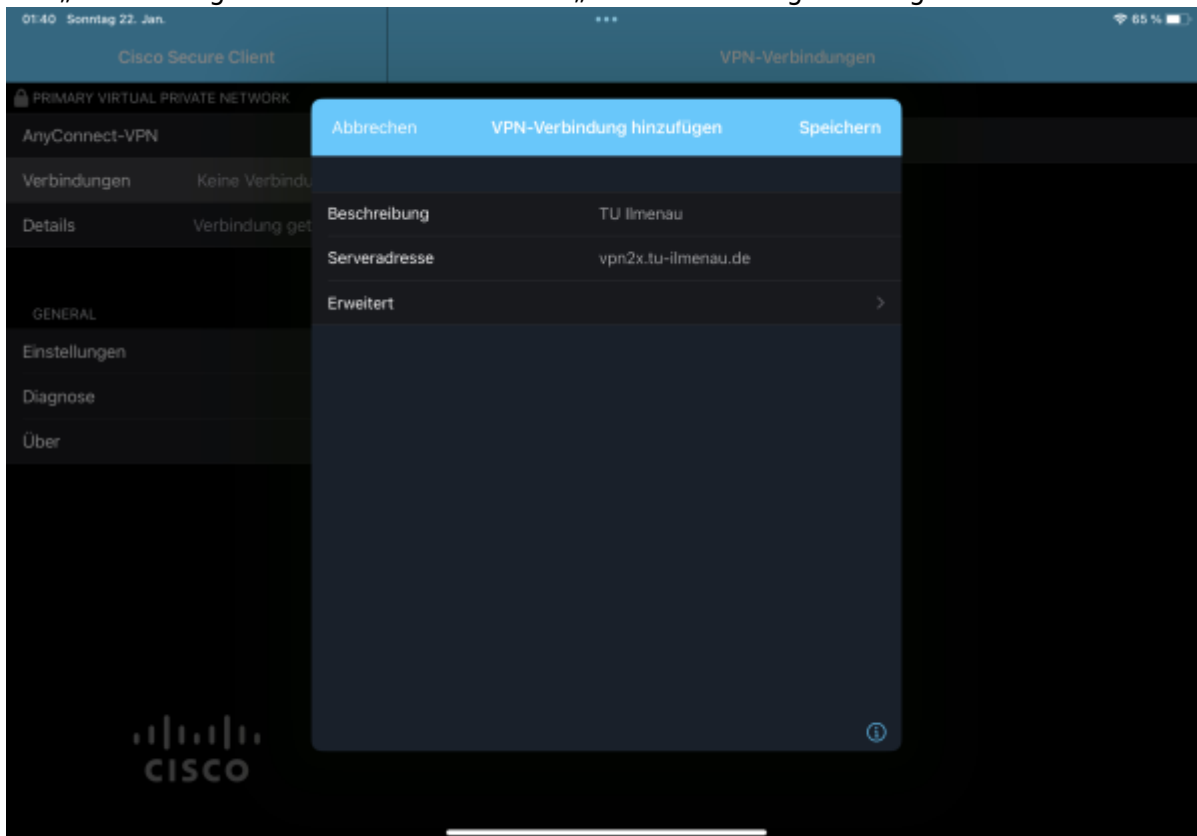 01:40 Sonntag 22. Jan.
65 %
Cisco Secure Client
VPN-Verbindungen
PRIMARY VIRTUAL PRIVATE NETWORK
Abbrechen
VPN-Verbindung hinzufügen
Speichern
AnyConnect-VPN
Verbindungen
Keine Verbindu
Details
Verbindung get
Beschreibung
TU Ilmenau
Serveradresse
vpn2x.tu-ilmenau.de
Erweitert
GENERAL
Einstellungen
Diagnose
Über
CISCO